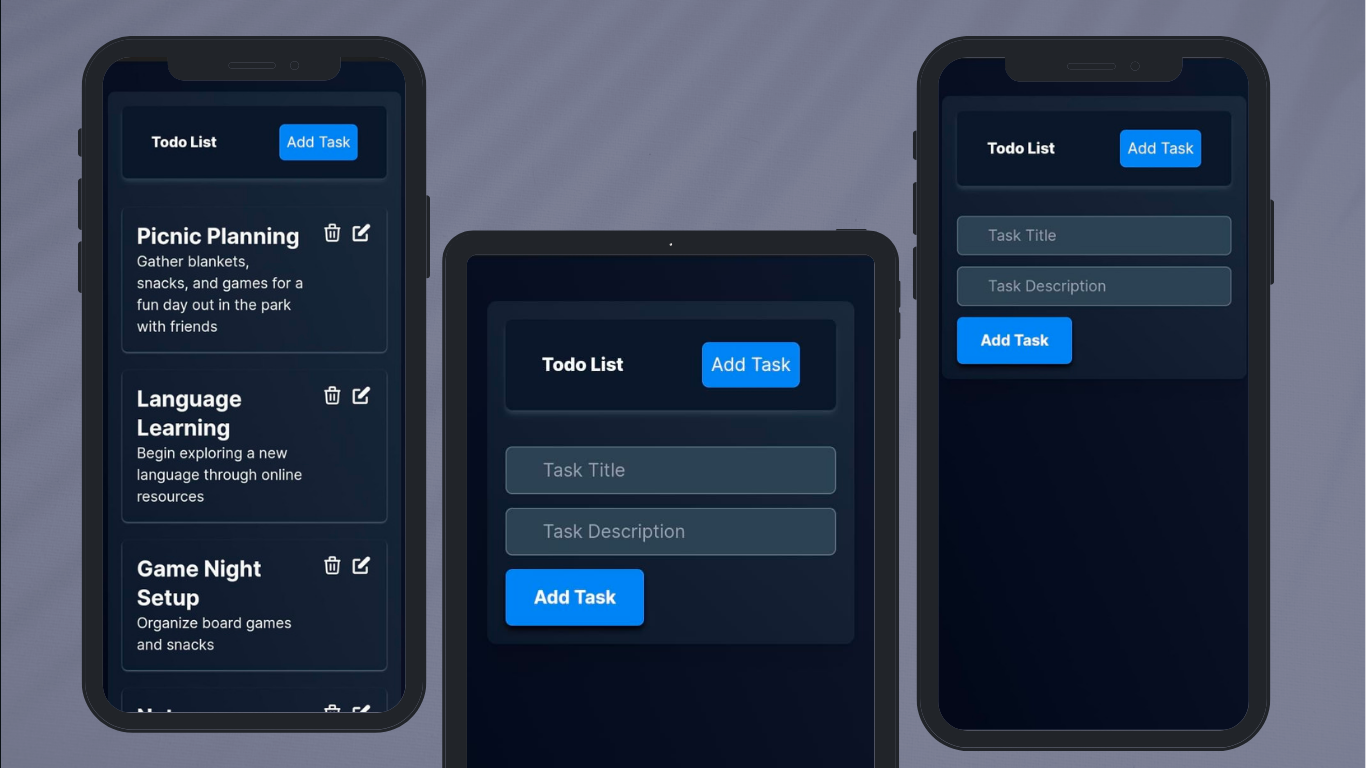 Todo List
Add Task
Picnic Planning
Gather blankets,
snacks, and games for a
fun day out in the park
with friends
Language
Learning
Begin exploring a new
language through online
resources
Game Night
Setup
Organize board games
and snacks
Todo List
Add Task
Task Title
Task Description
Add Task
Todo List
Add Task
Task Title
Task Description
Add Task